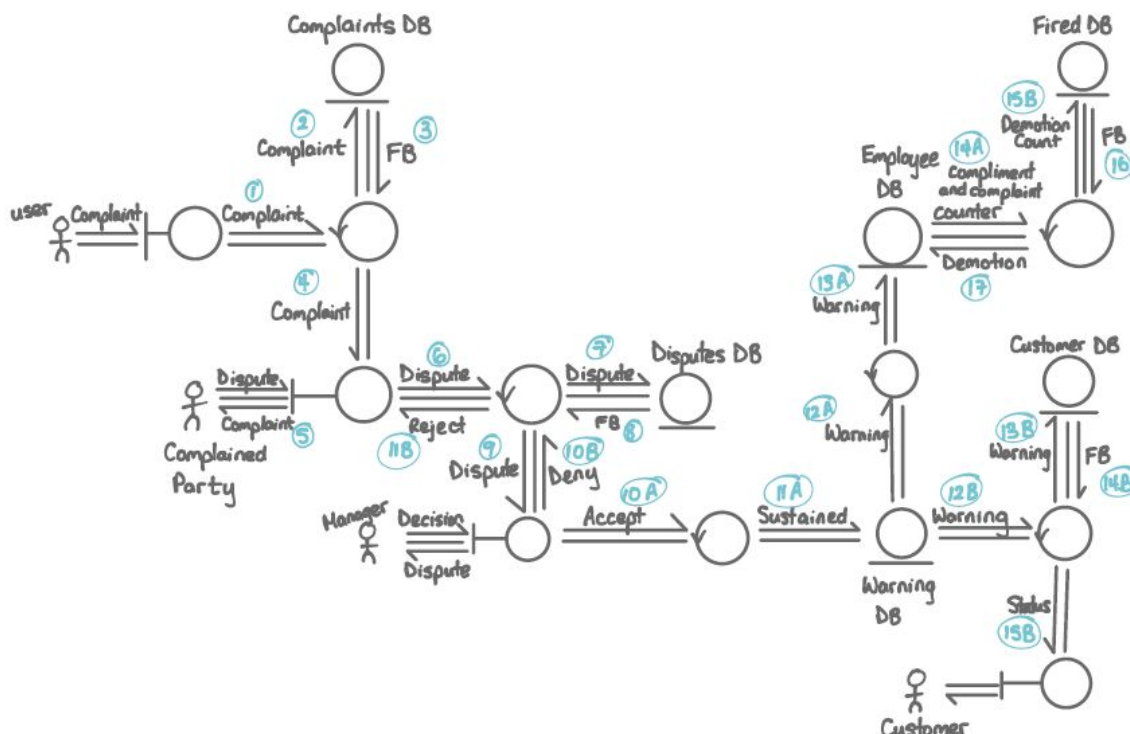 Complaints DB
Fired DB
2
Complaint
3
FB
15B
Demotion
Count
FB
16
14A
Employee
DB
compliment
and complaint
counter
user
Complaint
1
Complaint
Demotion
17
13A
Warning
4
Complaint
6
Dispute
7
Dispute
Disputes DB
Customer DB
Dispute
Complaint
5
Complained
Party
Reject
11B
FB
8
9
Dispute
10B
Deny
12A
Warning
13B
Warning
FB
14B
Manager
Decision
Dispute
10A
Accept
11A
Sustained
12B
Warning
Warning
DB
Status
15B
Customer